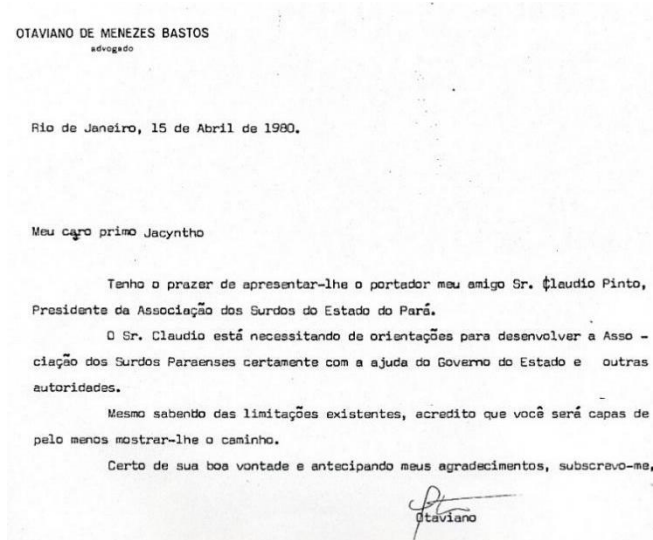 OTAVIANO DE MENEZES BASTOS
advogado
Rio de Janeiro, 15 de Abril de 1980.
Meu caro primo Jacyntho
Tenho o prazer de apresentar-lhe o portador meu amigo Sr. Claudio Pinto,
Presidente da Associação dos Surdos do Estado do Pará.
O Sr. Claudio está necessitando de orientações para desenvolver a Asso -
ciação dos Surdos Paraenses certamente com a ajuda do Governo do Estado e outras
autoridades.
Mesmo sabendo das limitações existentes, acredito que você será capas de
pelo menos mostrar-lhe o caminho.
Certo de sua boa vontade e antecipando meus agradecimentos, subscrevo-me,
Otaviano